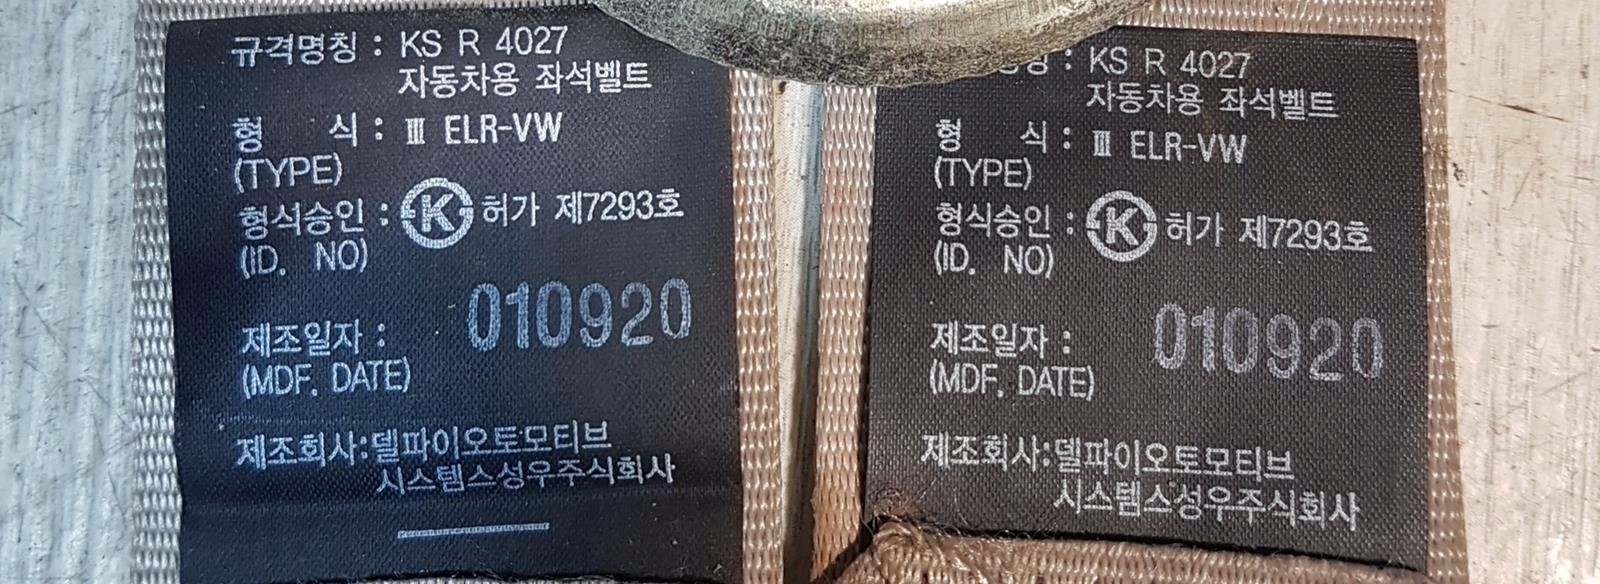 규격명칭 : KS R 4027
자동차용 좌석벨트
형 식 : Ⅲ ELR-VW
(TYPE)
형식승인 : K 허가 제7293호
(ID. NO)
제조일자 : 010920
(MDF. DATE)
제조회사:델파이오토모티브
시스템스성우주식회사
: KS R 4027
자동차용 좌석벨트
형 식 : Ⅲ ELR-VW
(TYPE)
형식승인 : K 허가 제7293호
(ID. NO)
제조일자 : 010920
(MDF. DATE)
제조회사:델파이오토모티브
시스템스성우주식회사